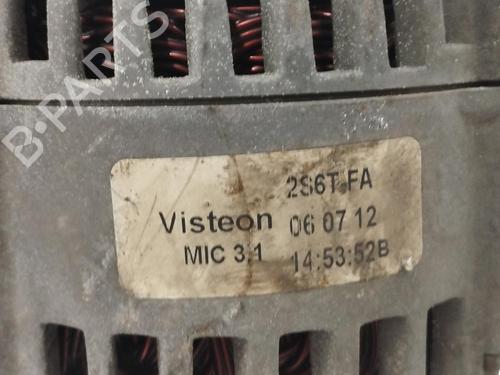 B-PARTS
2S6T.FA
Visteon 06 07 12
MIC 3.1 14:53:52B